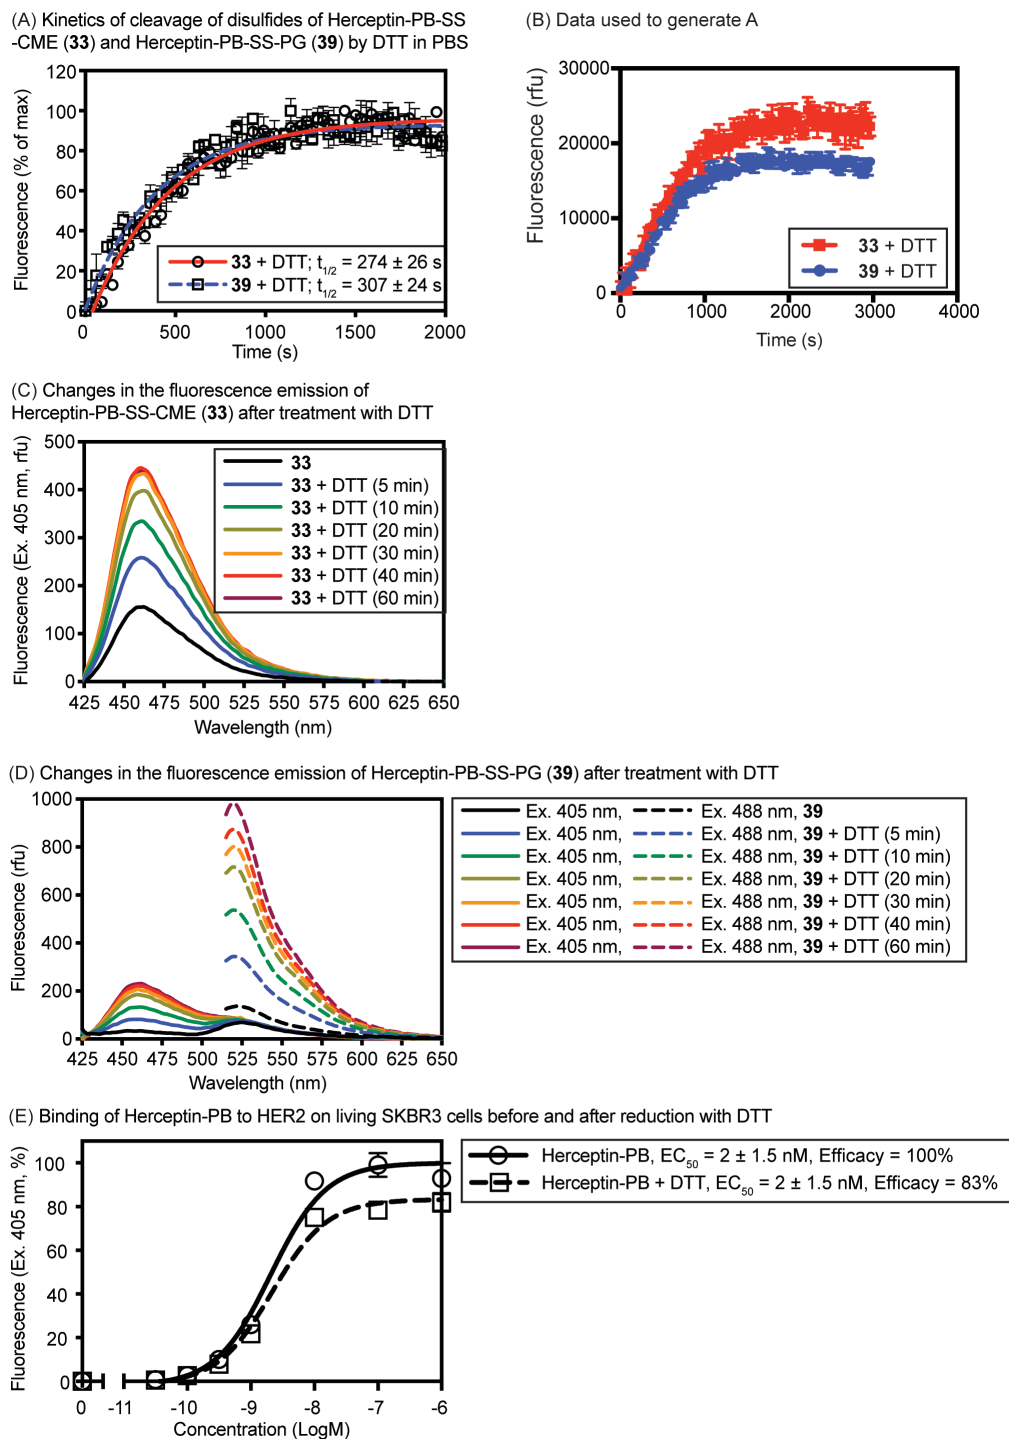 (A) Kinetics of cleavage of disulfides of Herceptin-PB-SS
-CME (33) and Herceptin-PB-SS-PG (39) by DTT in PBS
Fluorescence (% of max)
120
100
80
60
40
20
0
33 + DTT; t1/2 = 274 ± 26 s
39 + DTT; t1/2 = 307 ± 24 s
0 500 1000 1500 2000
Time (s)
(B) Data used to generate A
Fluorescence (rfu)
30000
20000
10000
0
33 + DTT
39 + DTT
0 1000 2000 3000 4000
Time (s)
(C) Changes in the fluorescence emission of
Herceptin-PB-SS-CME (33) after treatment with DTT
Fluorescence (Ex. 405 nm, rfu)
500
400
300
200
100
0
33
33 + DTT (5 min)
33 + DTT (10 min)
33 + DTT (20 min)
33 + DTT (30 min)
33 + DTT (40 min)
33 + DTT (60 min)
425 450 475 500 525 550 575 600 625 650
Wavelength (nm)
(D) Changes in the fluorescence emission of Herceptin-PB-SS-PG (39) after treatment with DTT
Fluorescence (rfu)
1000
800
600
400
200
0
425 450 475 500 525 550 575 600 625 650
Wavelength (nm)
Ex. 405 nm, Ex. 488 nm, 39
Ex. 405 nm, Ex. 488 nm, 39 + DTT (5 min)
Ex. 405 nm, Ex. 488 nm, 39 + DTT (10 min)
Ex. 405 nm, Ex. 488 nm, 39 + DTT (20 min)
Ex. 405 nm, Ex. 488 nm, 39 + DTT (30 min)
Ex. 405 nm, Ex. 488 nm, 39 + DTT (40 min)
Ex. 405 nm, Ex. 488 nm, 39 + DTT (60 min)
(E) Binding of Herceptin-PB to HER2 on living SKBR3 cells before and after reduction with DTT
Fluorescence (Ex. 405 nm, %)
100
80
60
40
20
0
0 -11 -10 -9 -8 -7 -6
Concentration (LogM)
Herceptin-PB, EC50 = 2 ± 1.5 nM, Efficacy = 100%
Herceptin-PB + DTT, EC50 = 2 ± 1.5 nM, Efficacy = 83%